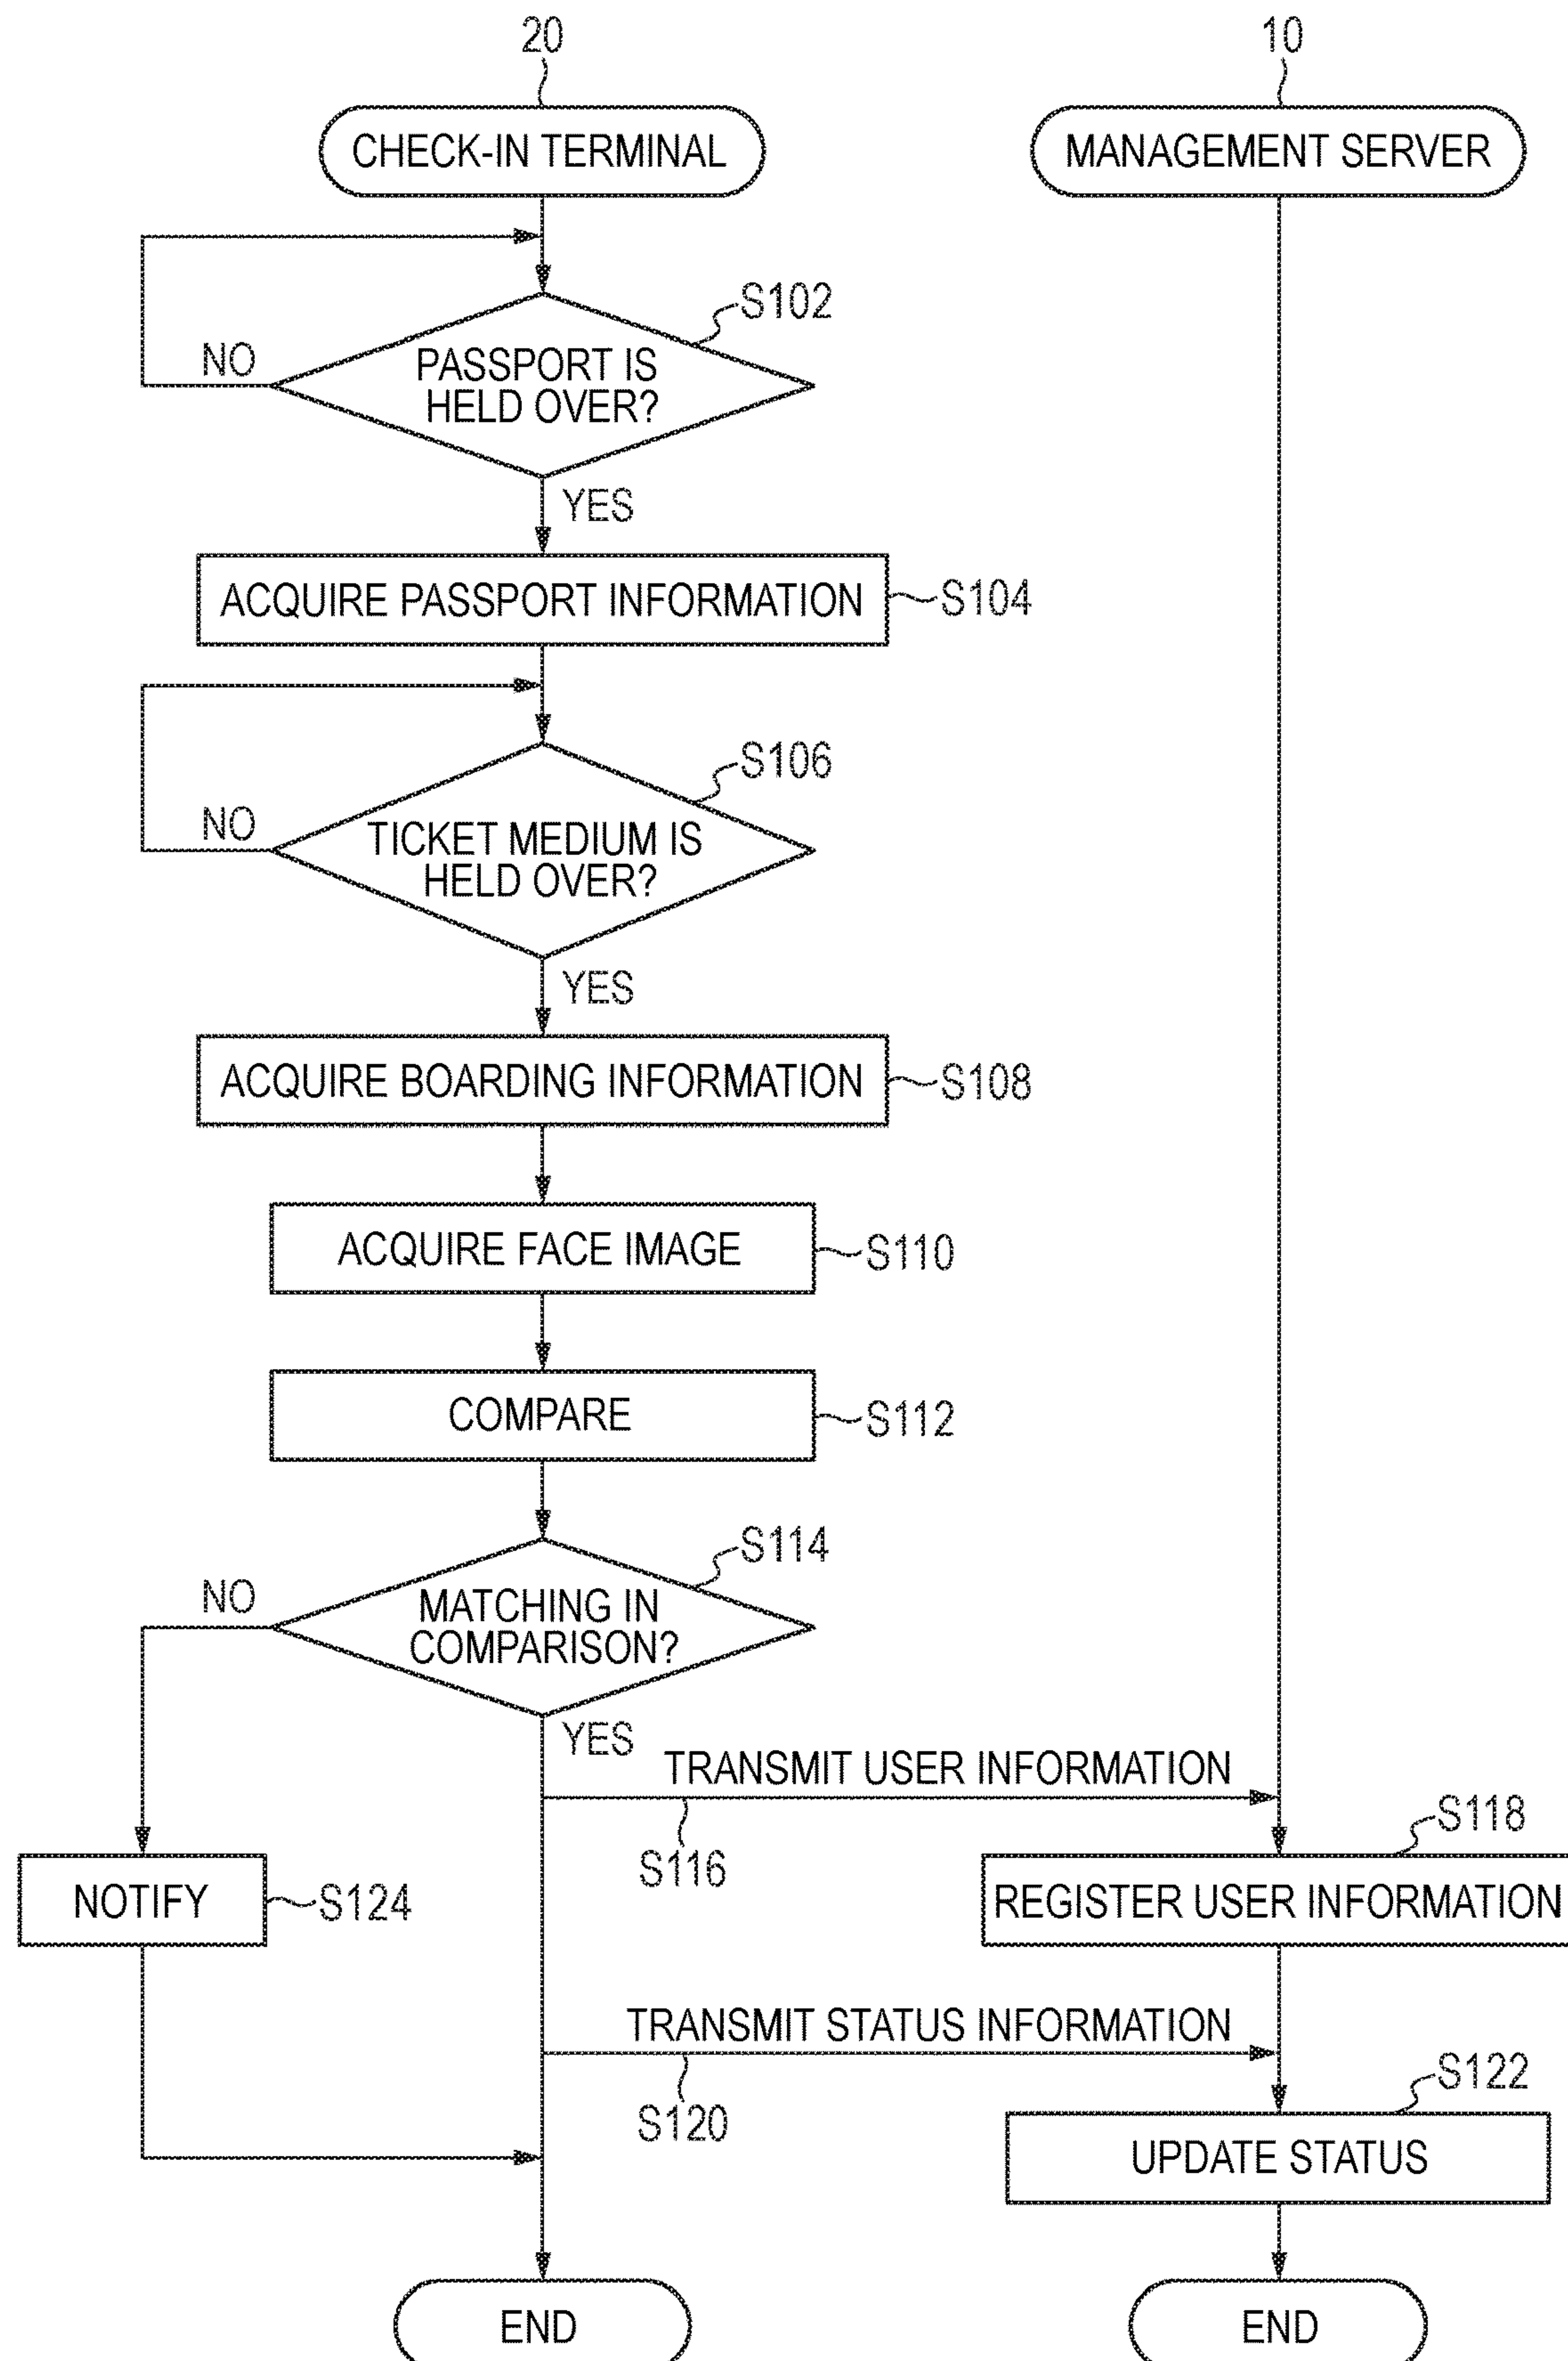 20
10
CHECK-IN TERMINAL
MANAGEMENT SERVER
S102
NO
PASSPORT IS
HELD OVER?
YES
ACQUIRE PASSPORT INFORMATION
S104
S106
NO
TICKET MEDIUM IS
HELD OVER?
YES
ACQUIRE BOARDING INFORMATION
S108
ACQUIRE FACE IMAGE
S110
COMPARE
S112
S114
NO
MATCHING IN
COMPARISON?
YES
TRANSMIT USER INFORMATION
S116
S118
NOTIFY
S124
REGISTER USER INFORMATION
TRANSMIT STATUS INFORMATION
S120
S122
UPDATE STATUS
END
END